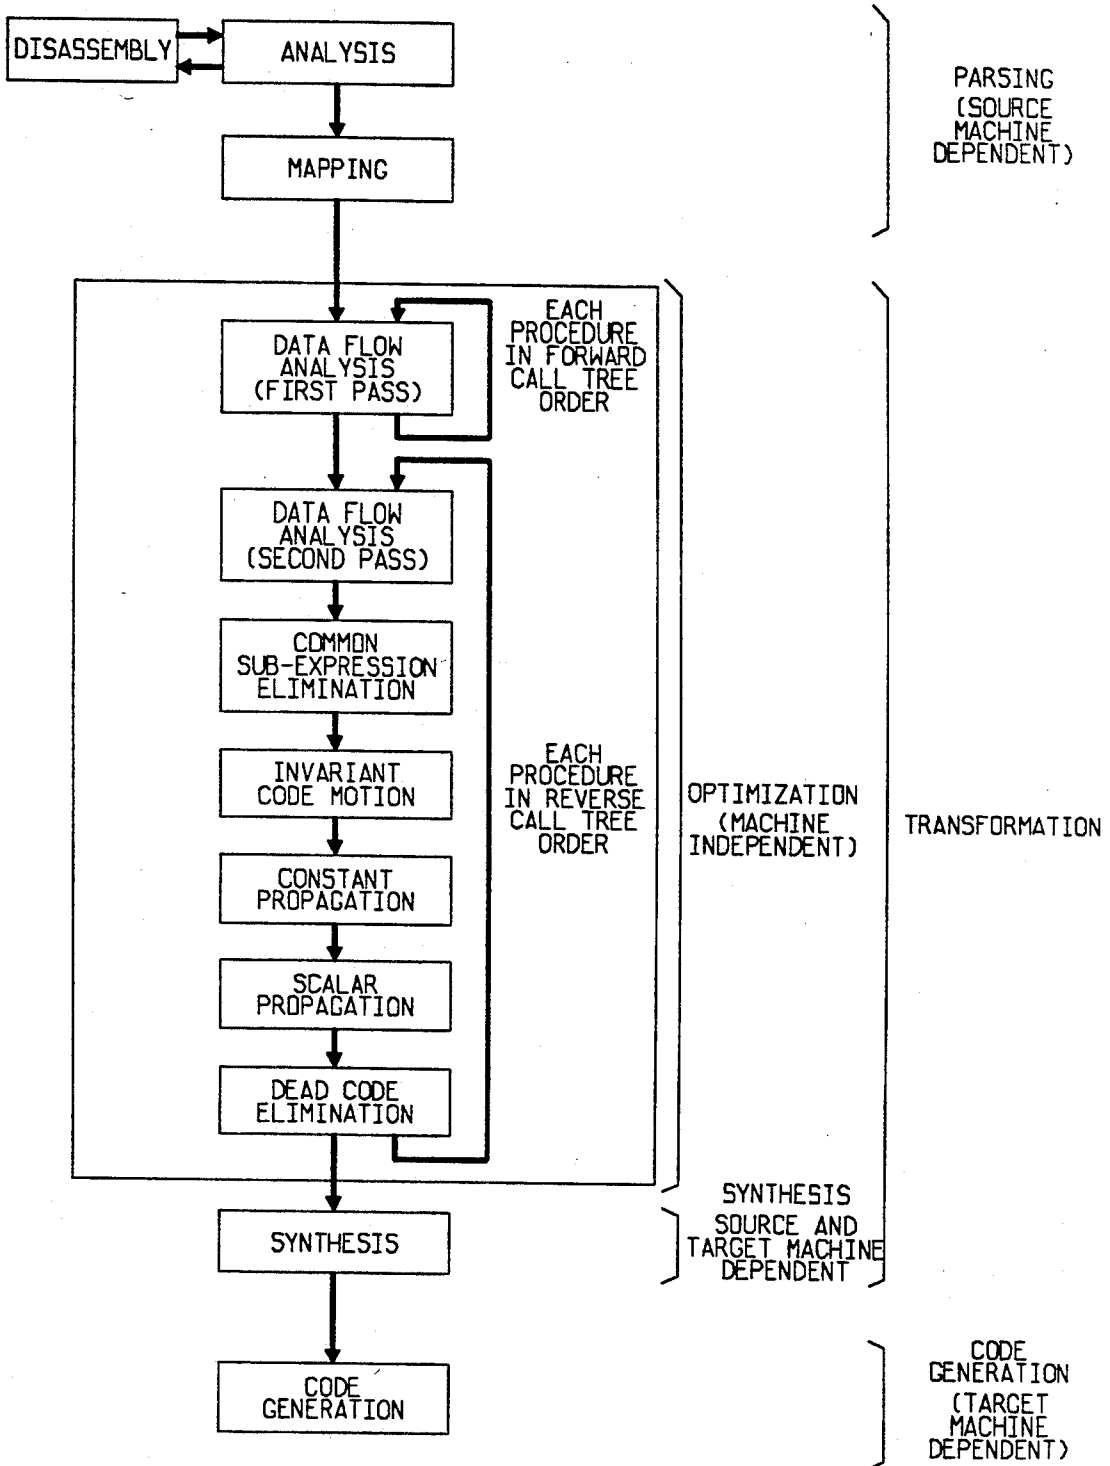 DISASSEMBLY
ANALYSIS
MAPPING
PARSING
(SOURCE
MACHINE
DEPENDENT)
DATA FLOW
ANALYSIS
(FIRST PASS)
EACH
PROCEDURE
IN FORWARD
CALL TREE
ORDER
DATA FLOW
ANALYSIS
(SECOND PASS)
COMMON
SUB-EXPRESSION
ELIMINATION
INVARIANT
CODE MOTION
CONSTANT
PROPAGATION
SCALAR
PROPAGATION
DEAD CODE
ELIMINATION
EACH
PROCEDURE
IN REVERSE
CALL TREE
ORDER
OPTIMIZATION
(MACHINE
INDEPENDENT)
TRANSFORMATION
SYNTHESIS
SYNTHESIS
SOURCE AND
TARGET MACHINE
DEPENDENT
CODE
GENERATION
CODE
GENERATION
(TARGET
MACHINE
DEPENDENT)